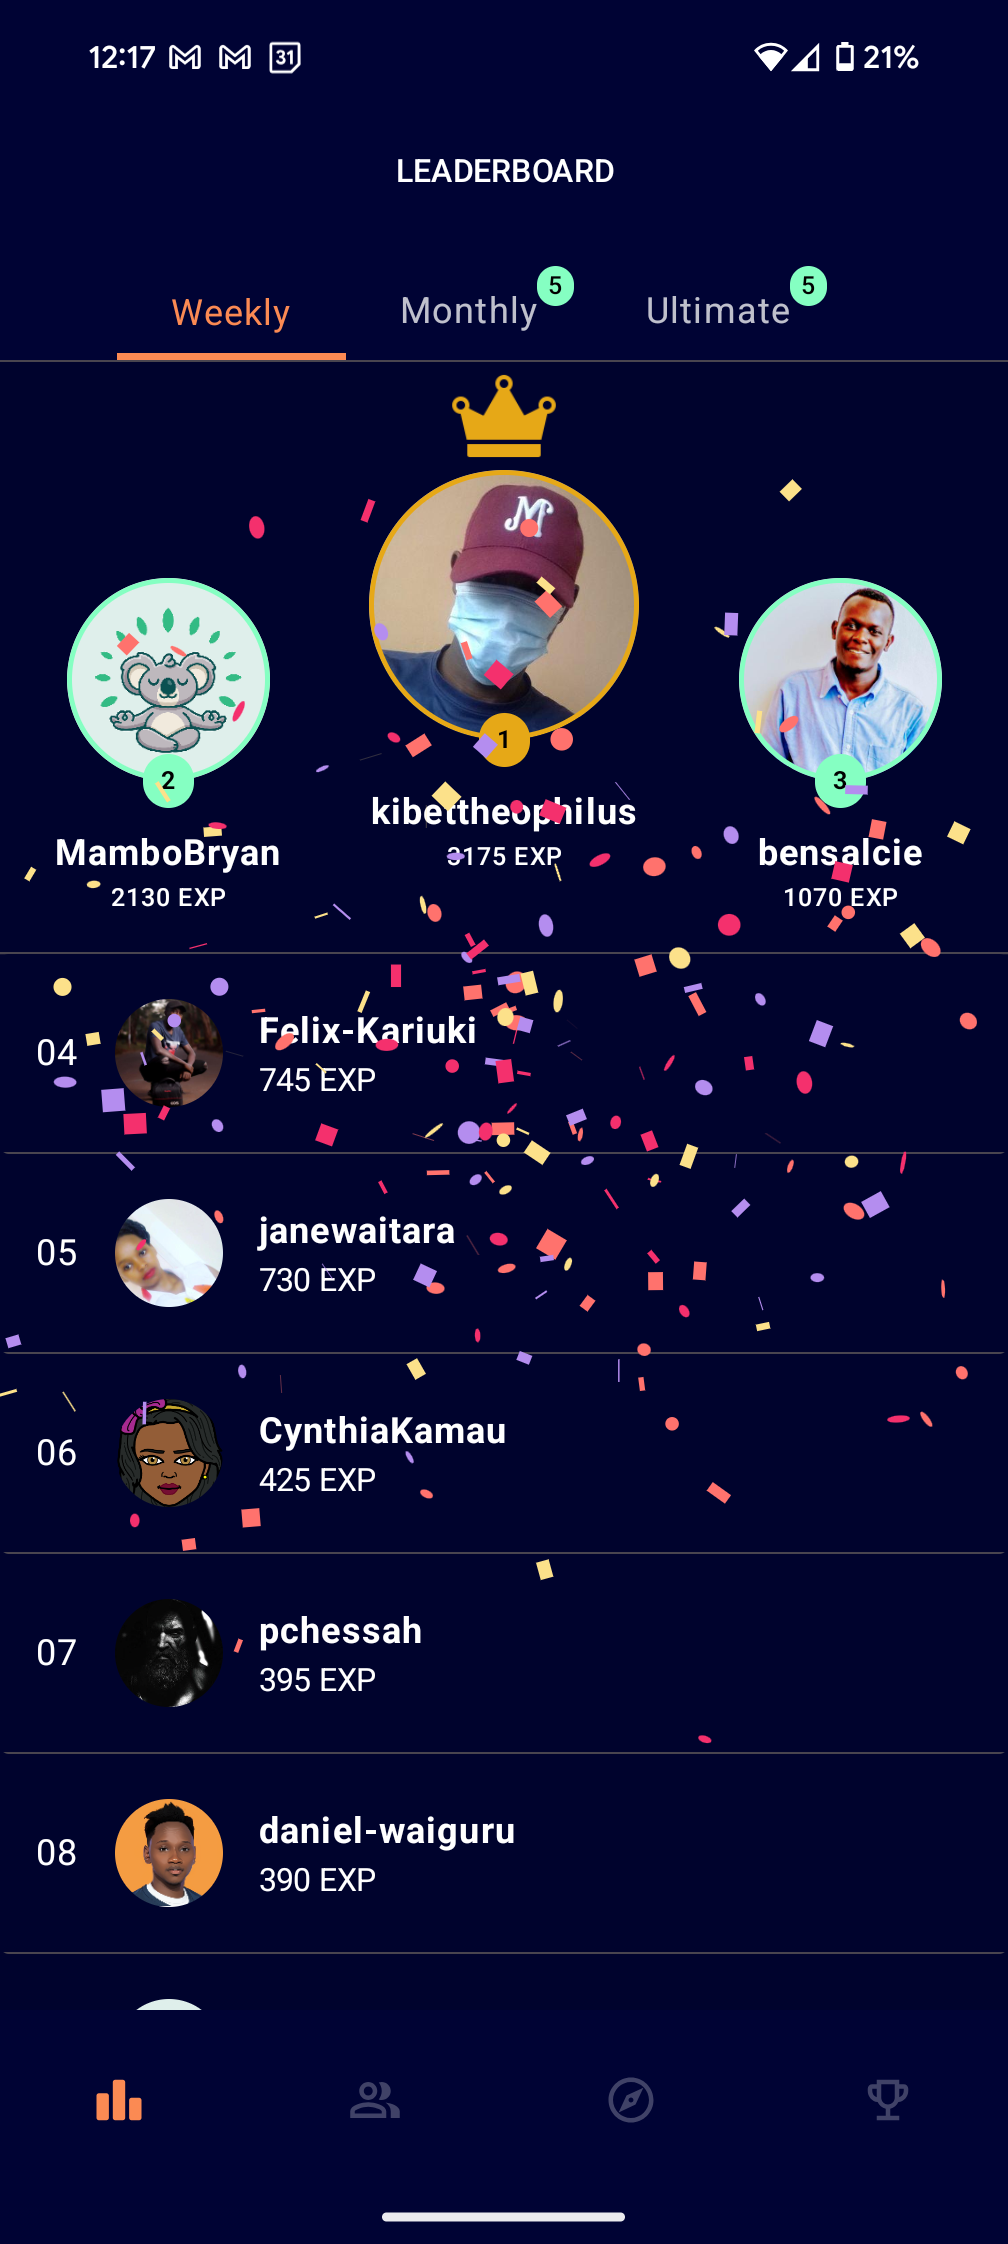 12:17 31 21%
LEADERBOARD
Weekly Monthly 5 Ultimate 5
M
1
2
3
kibettheophilus
3175 EXP
MamboBryan
2130 EXP
bensalcie
1070 EXP
04 Felix-Kariuki
745 EXP
05 janewaitara
730 EXP
06 CynthiaKamau
425 EXP
07 pchessah
395 EXP
08 daniel-waiguru
390 EXP